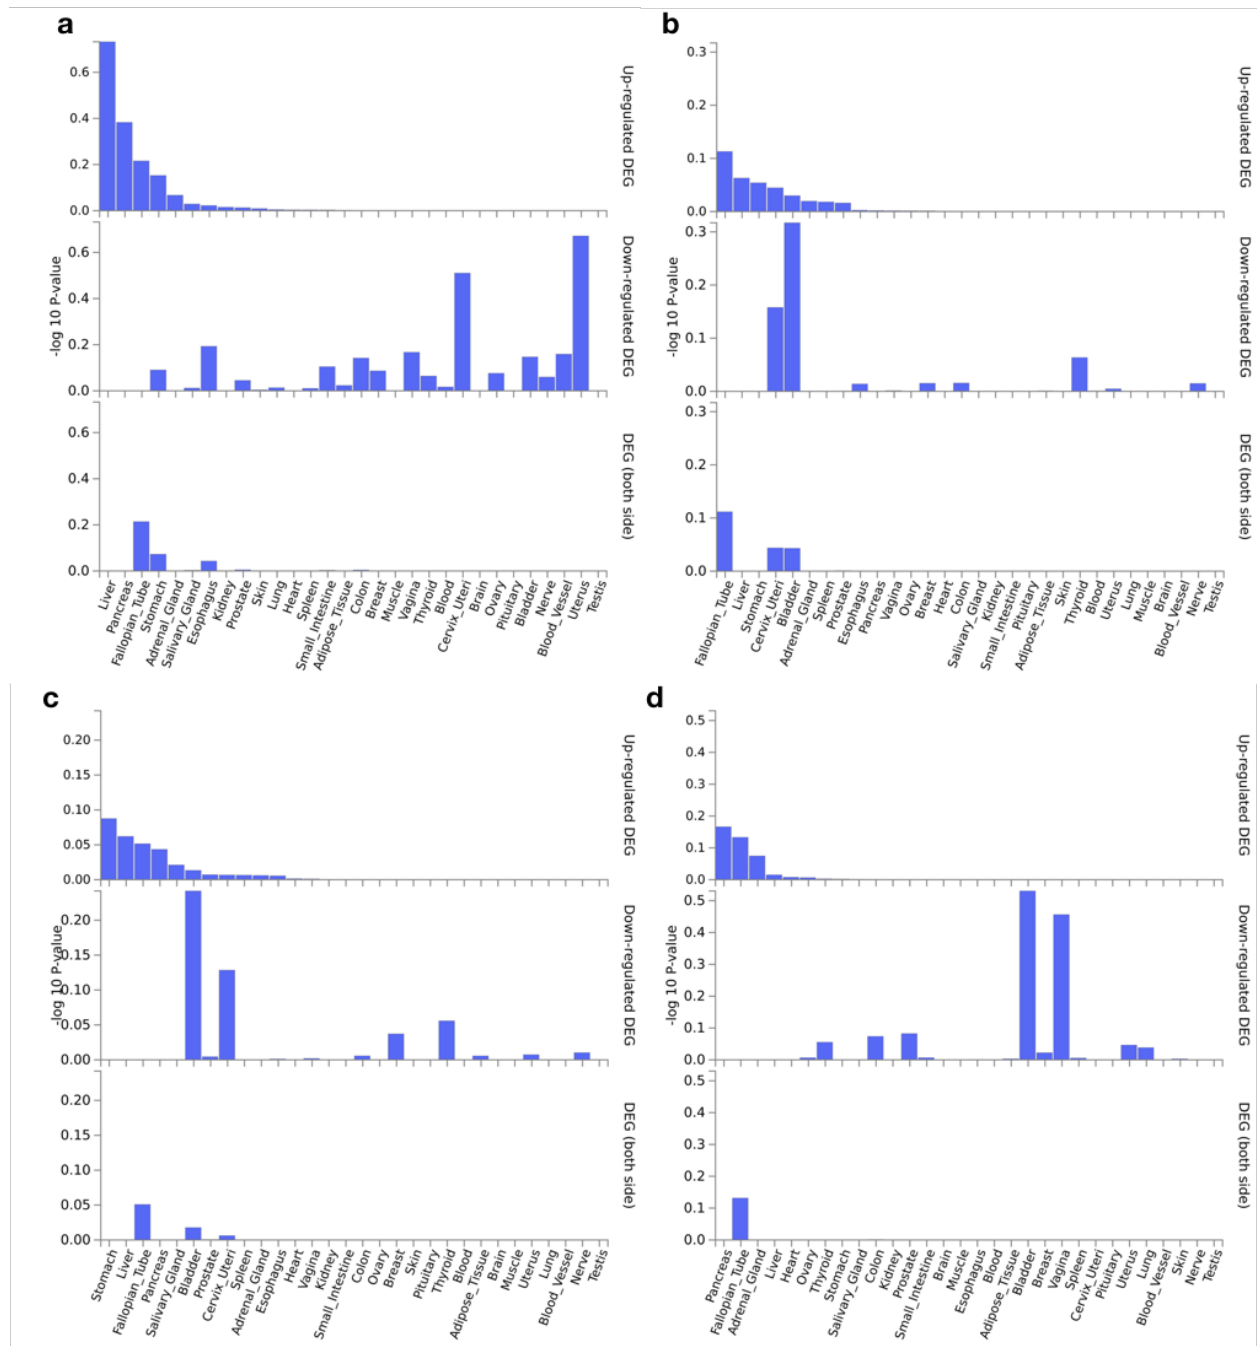 a
0.6
0.4
0.2
0.0
Up-regulated DEG
0.6
0.4
0.2
0.0
-log 10 P-value
Down-regulated DEG
0.6
0.4
0.2
0.0
DEG (both side)
Liver
Pancreas
Fallopian_Tube
Stomach
Adrenal_Gland
Salivary_Gland
Esophagus
Kidney
Prostate
Skin
Lung
Heart
Spleen
Small_Intestine
Adipose_Tissue
Colon
Breast
Muscle
Vagina
Thyroid
Blood
Cervix_Uteri
Brain
Ovary
Pituitary
Bladder
Nerve
Blood_Vessel
Uterus
Testis
b
0.3
0.2
0.1
0.0
Up-regulated DEG
0.3
0.2
0.1
0.0
-log 10 P-value
Down-regulated DEG
0.3
0.2
0.1
0.0
DEG (both side)
Fallopian_Tube
Liver
Stomach
Cervix_Uteri
Bladder
Adrenal_Gland
Spleen
Prostate
Esophagus
Pancreas
Vagina
Ovary
Breast
Heart
Colon
Salivary_Gland
Kidney
Small_Intestine
Pituitary
Adipose_Tissue
Skin
Thyroid
Blood
Uterus
Lung
Muscle
Brain
Blood_Vessel
Nerve
Testis
c
0.20
0.15
0.10
0.05
0.00
Up-regulated DEG
0.20
0.15
0.10
0.05
0.00
-log 10 P-value
Down-regulated DEG
0.20
0.15
0.10
0.05
0.00
DEG (both side)
Stomach
Liver
Fallopian_Tube
Pancreas
Salivary_Gland
Bladder
Prostate
Cervix_Uteri
Spleen
Adrenal_Gland
Esophagus
Heart
Vagina
Kidney
Small_Intestine
Colon
Ovary
Breast
Skin
Pituitary
Thyroid
Blood
Adipose_Tissue
Brain
Muscle
Uterus
Lung
Blood_Vessel
Nerve
Testis
d
0.5
0.4
0.3
0.2
0.1
0.0
Up-regulated DEG
0.5
0.4
0.3
0.2
0.1
0.0
-log 10 P-value
Down-regulated DEG
0.5
0.4
0.3
0.2
0.1
0.0
DEG (both side)
Pancreas
Fallopian_Tube
Adrenal_Gland
Liver
Heart
Ovary
Thyroid
Stomach
Salivary_Gland
Colon
Kidney
Prostate
Small_Intestine
Brain
Muscle
Esophagus
Blood
Adipose_Tissue
Bladder
Breast
Vagina
Spleen
Cervix_Uteri
Pituitary
Uterus
Lung
Blood_Vessel
Skin
Nerve
Testis